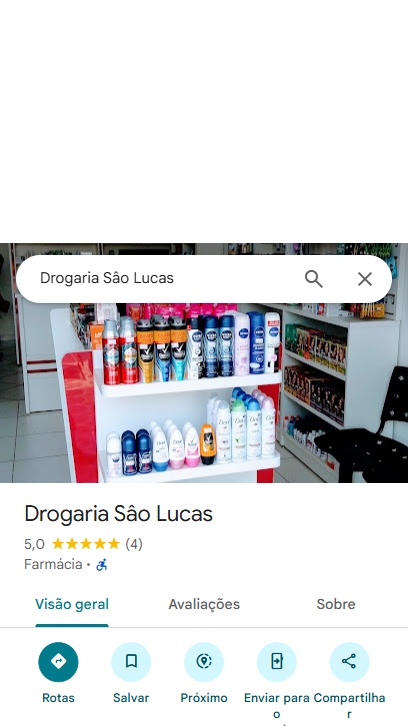 Drogaria Sâo Lucas
Drogaria Sâo Lucas
5,0 (4)
Farmácia ·
Visão geral Avaliações Sobre
Rotas Salvar Próximo Enviar para o Compartilhar